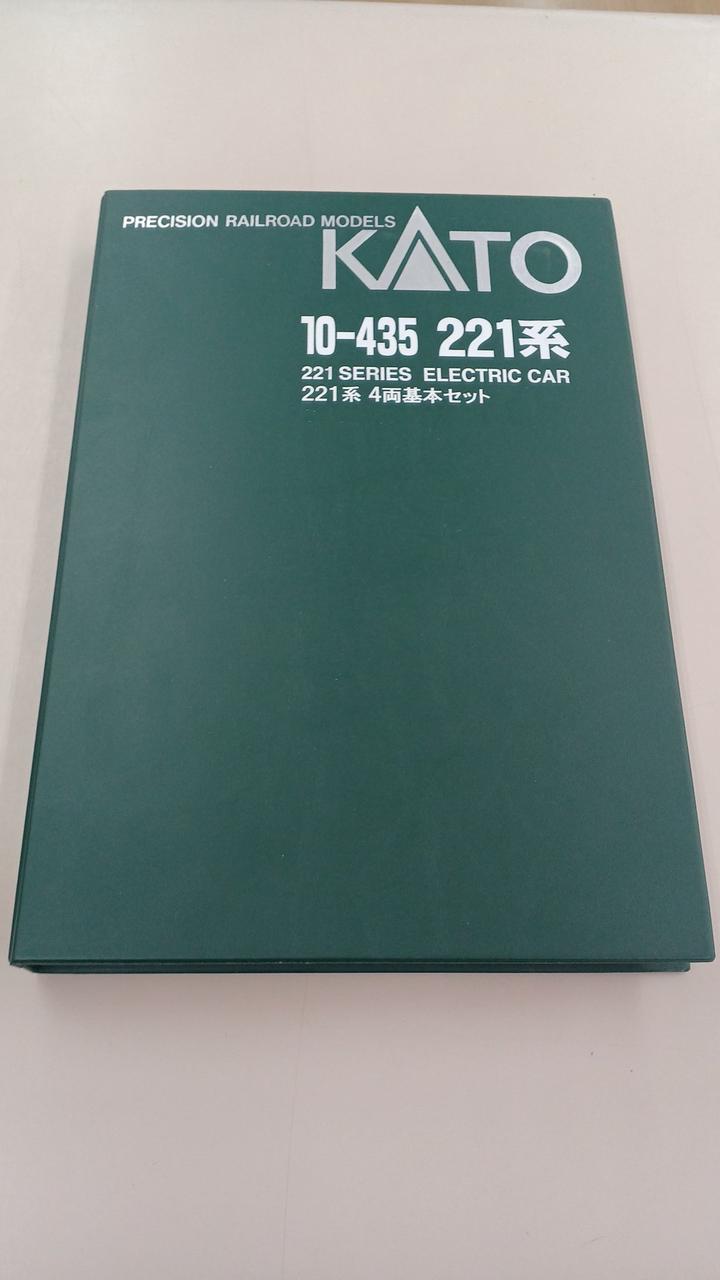 PRECISION RAILROAD MODELS
KATO
10-435 221系
221 SERIES ELECTRIC CAR
221系 4両基本セット